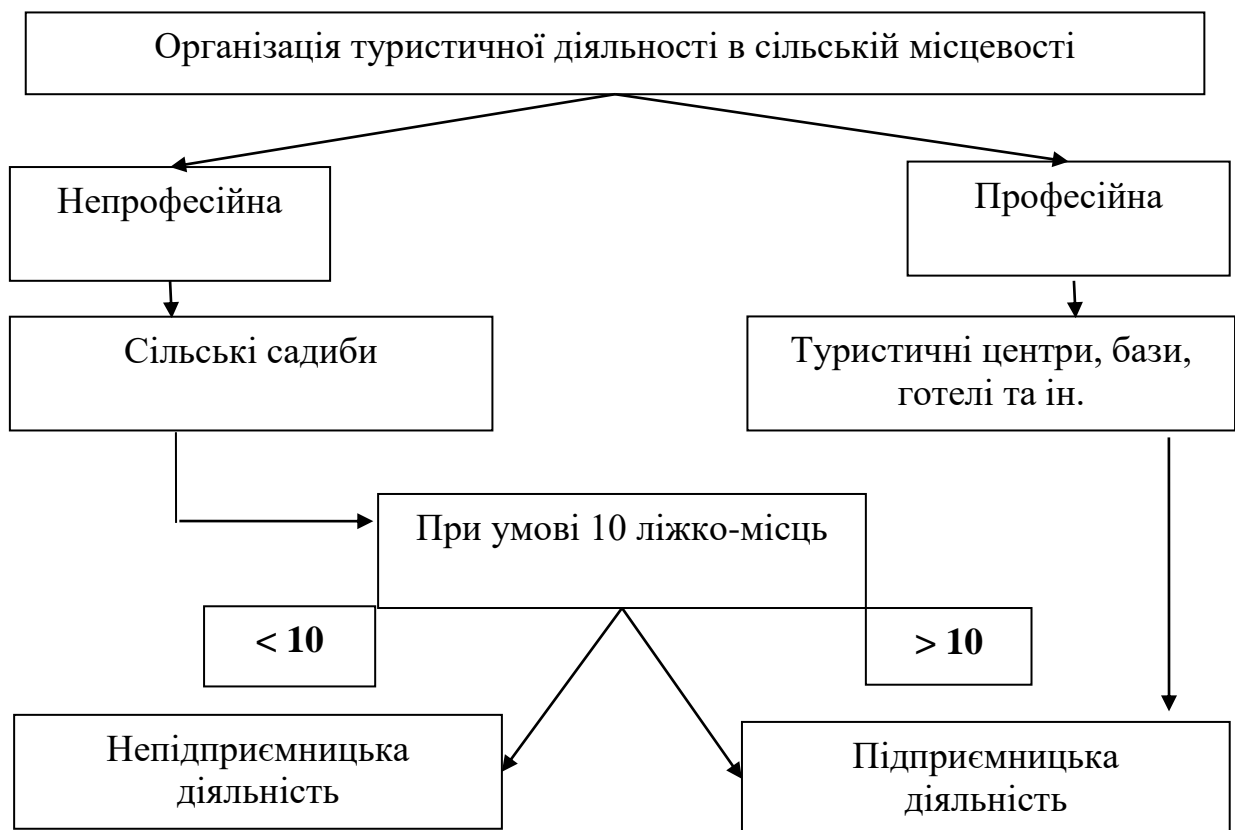 Організація туристичної діяльності в сільській місцевості
Непрофесійна
Професійна
Сільські садиби
Туристичні центри, бази,
готелі та ін.
При умові 10 ліжко-місць
< 10
> 10
Непідприємницька
діяльність
Підприємницька
діяльність